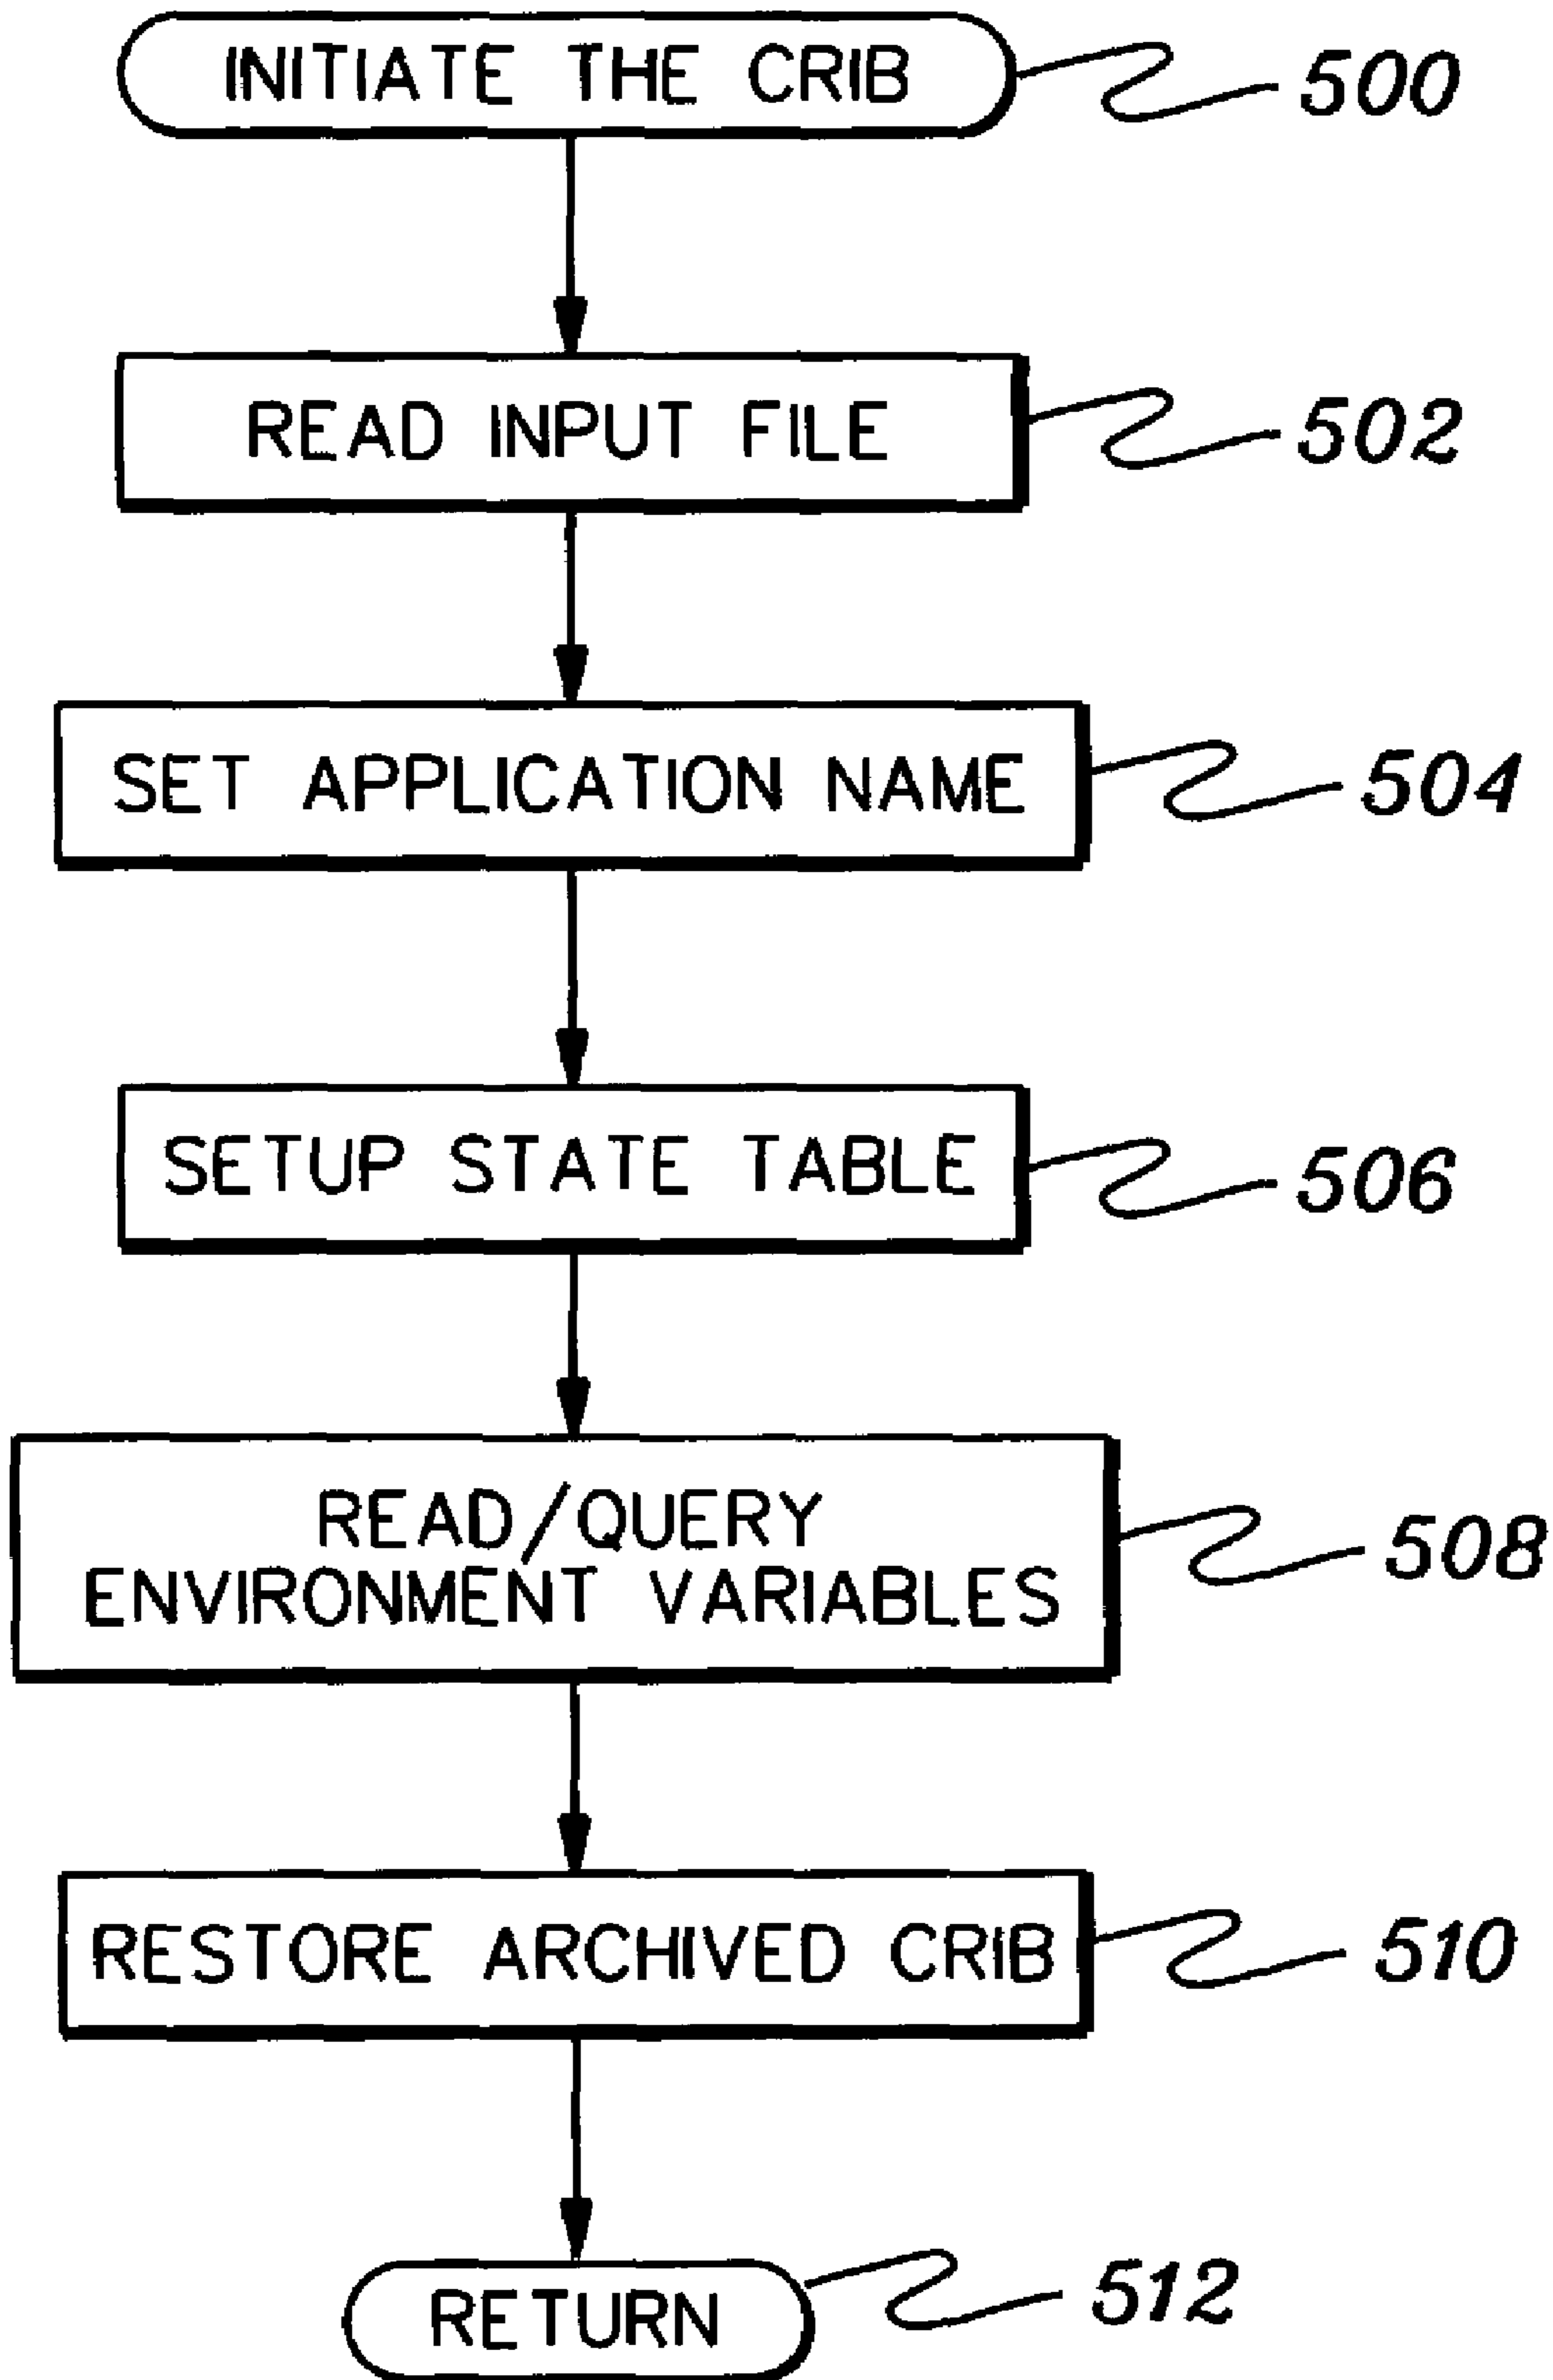 INITIATE THE CRIB
500
READ INPUT FILE
502
SET APPLICATION NAME
504
SETUP STATE TABLE
506
READ/QUERY
ENVIRONMENT VARIABLES
508
RESTORE ARCHIVED CRIB
510
RETURN
512